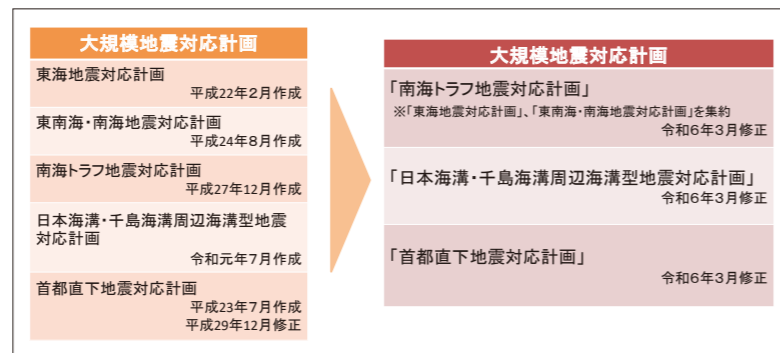 大規模地震対応計画
東海地震対応計画
平成22年2月作成
東南海・南海地震対応計画
平成24年8月作成
南海トラフ地震対応計画
平成27年12月作成
日本海溝・千島海溝周辺海溝型地震
対応計画
令和元年7月作成
首都直下地震対応計画
平成23年7月作成
平成29年12月修正
大規模地震対応計画
「南海トラフ地震対応計画」
※「東海地震対応計画」、「東南海・南海地震対応計画」を集約
令和6年3月修正
「日本海溝・千島海溝周辺海溝型地震対応計画」
令和6年3月修正
「首都直下地震対応計画」
令和6年3月修正